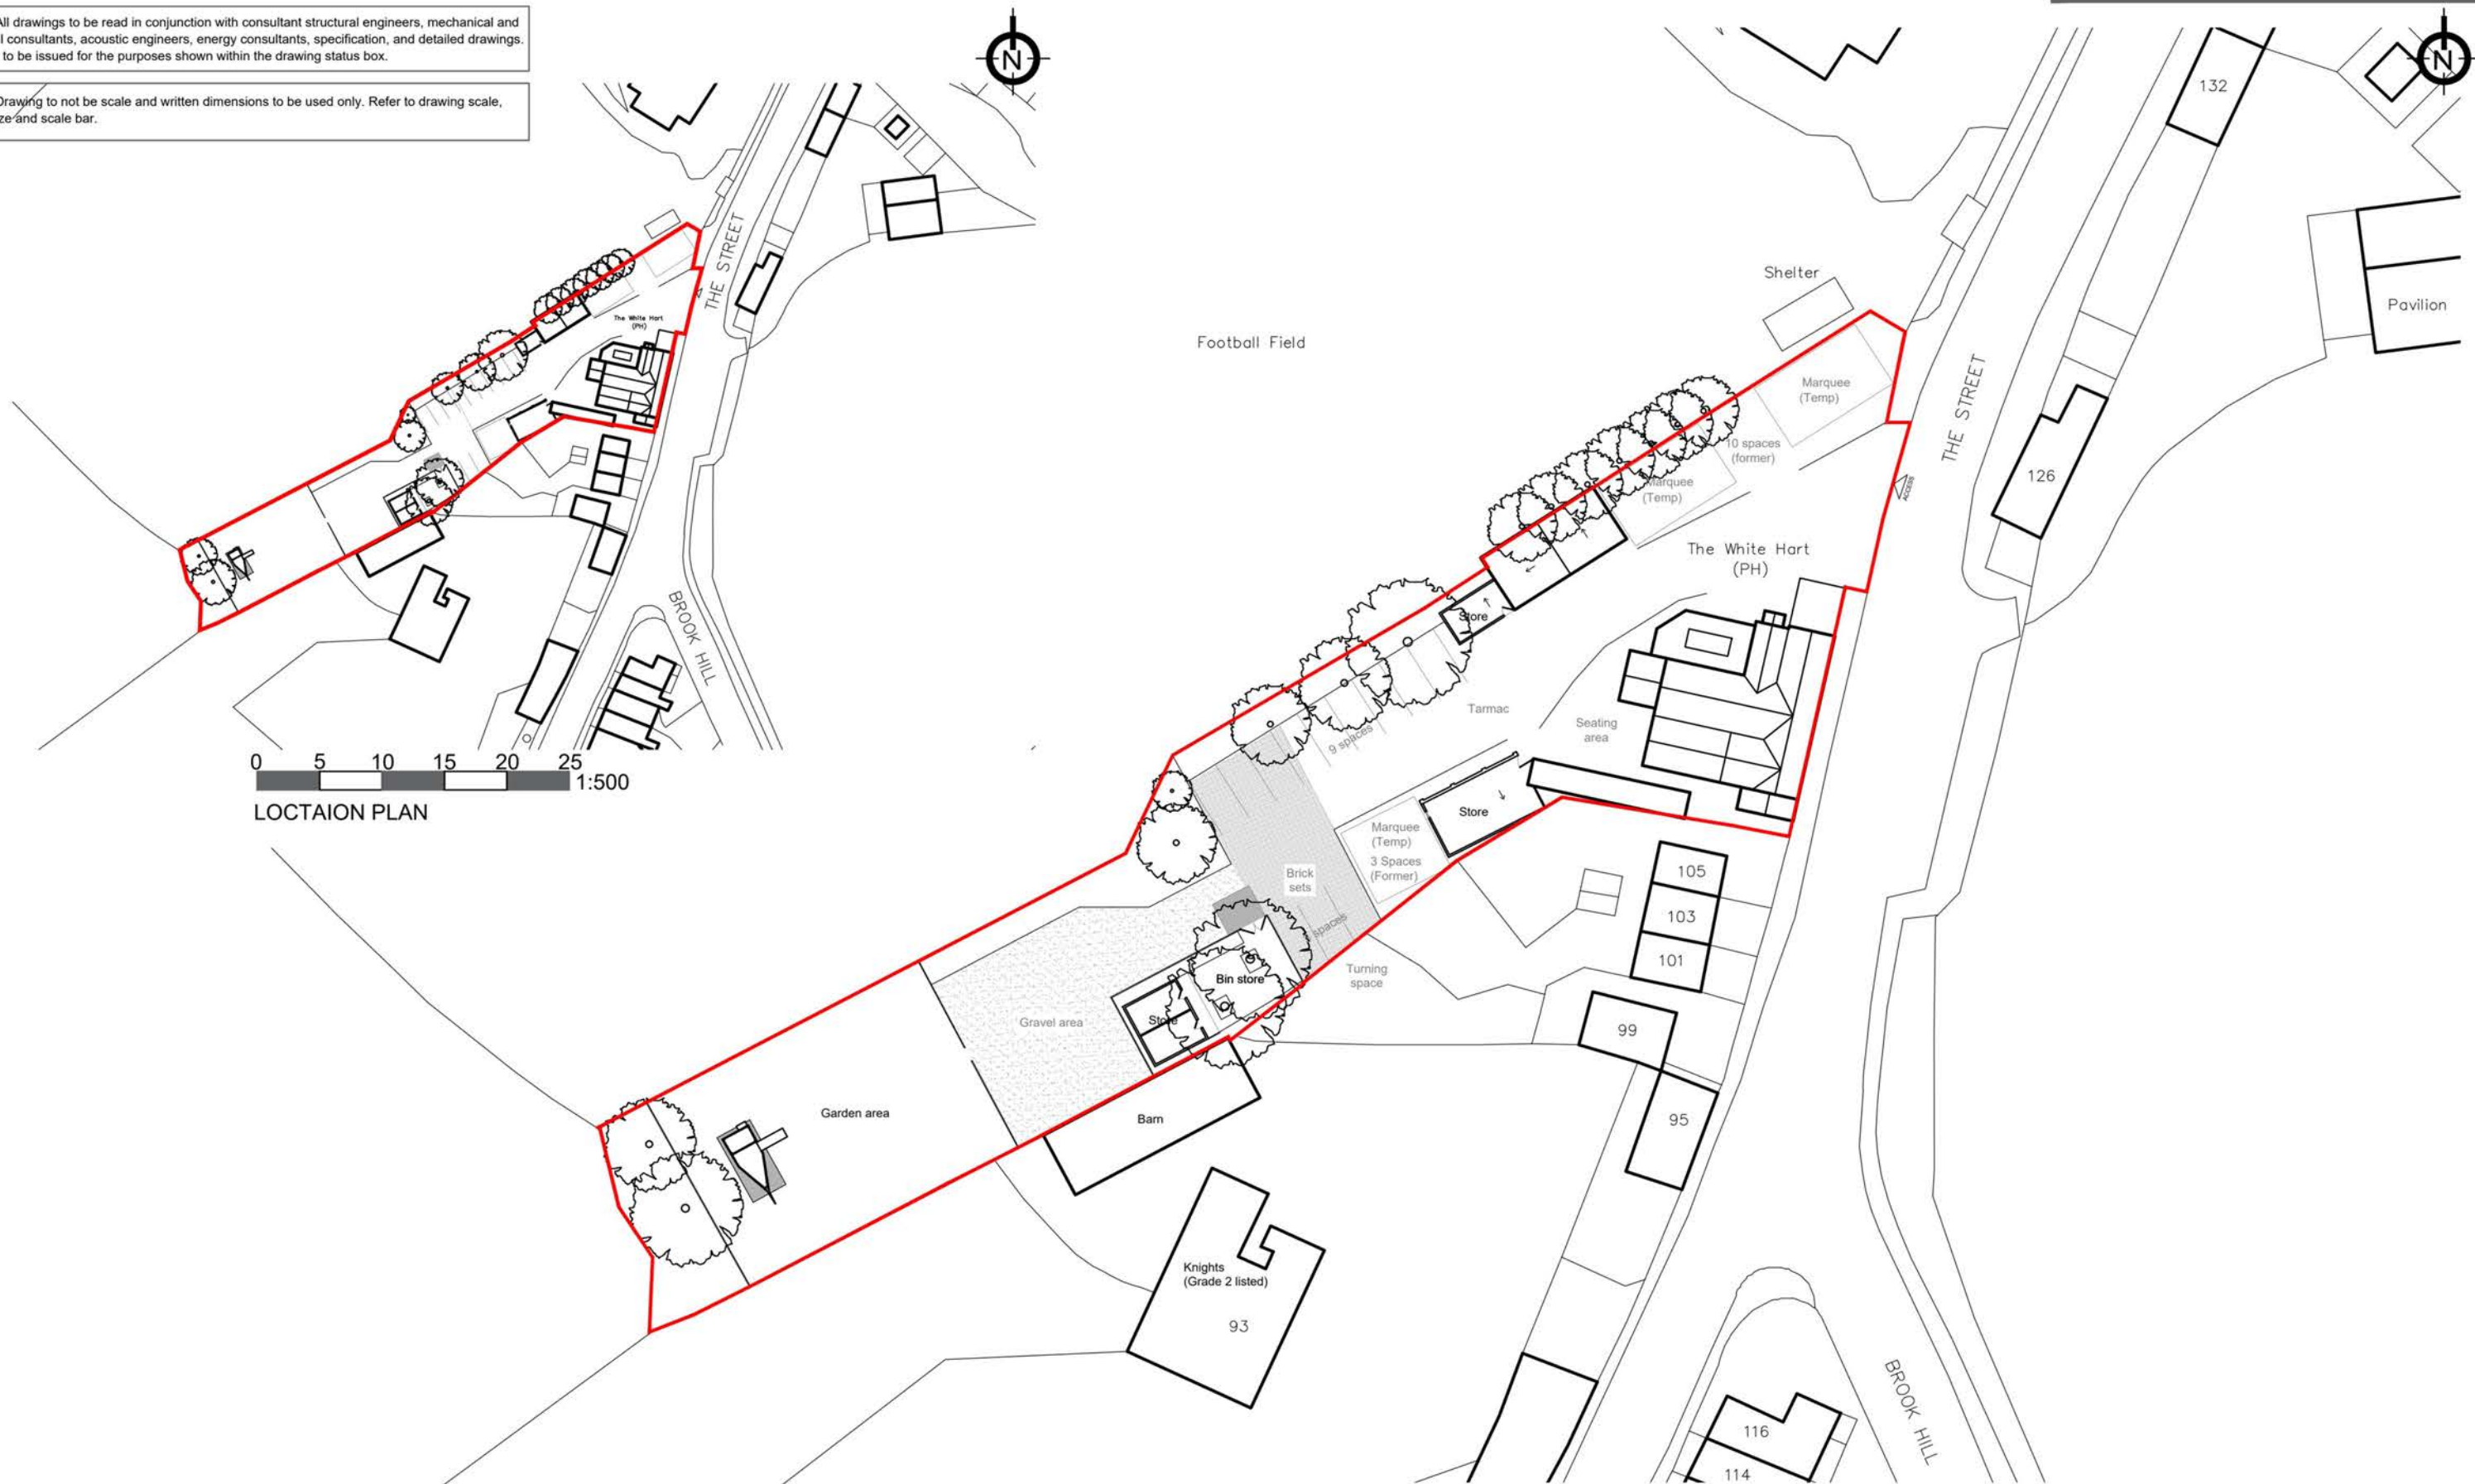 All drawings to be read in conjunction with consultant structural engineers, mechanical and
l consultants, acoustic engineers, energy consultants, specification, and detailed drawings.
to be issued for the purposes shown within the drawing status box.
Drawing to not be scale and written dimensions to be used only. Refer to drawing scale,
ze and scale bar.
N
THE STREET
The White Hart
(PH)
BROOK HILL
0 5 10 15 20 25
1:500
LOCTAION PLAN
N
132
Pavilion
Shelter
Football Field
THE STREET
Marquee
(Temp)
10 spaces
(former)
Marquee
(Temp)
126
ACCESS
The White Hart
(PH)
Store
Tarmac
Seating
area
9 spaces
Store
Marquee
(Temp)
3 Spaces
(Former)
Brick
sets
105
103
101
spaces
Turning
space
Bin store
Store
Gravel area
99
Garden area
Barn
95
Knights
(Grade 2 listed)
93
BROOK HILL
116
114